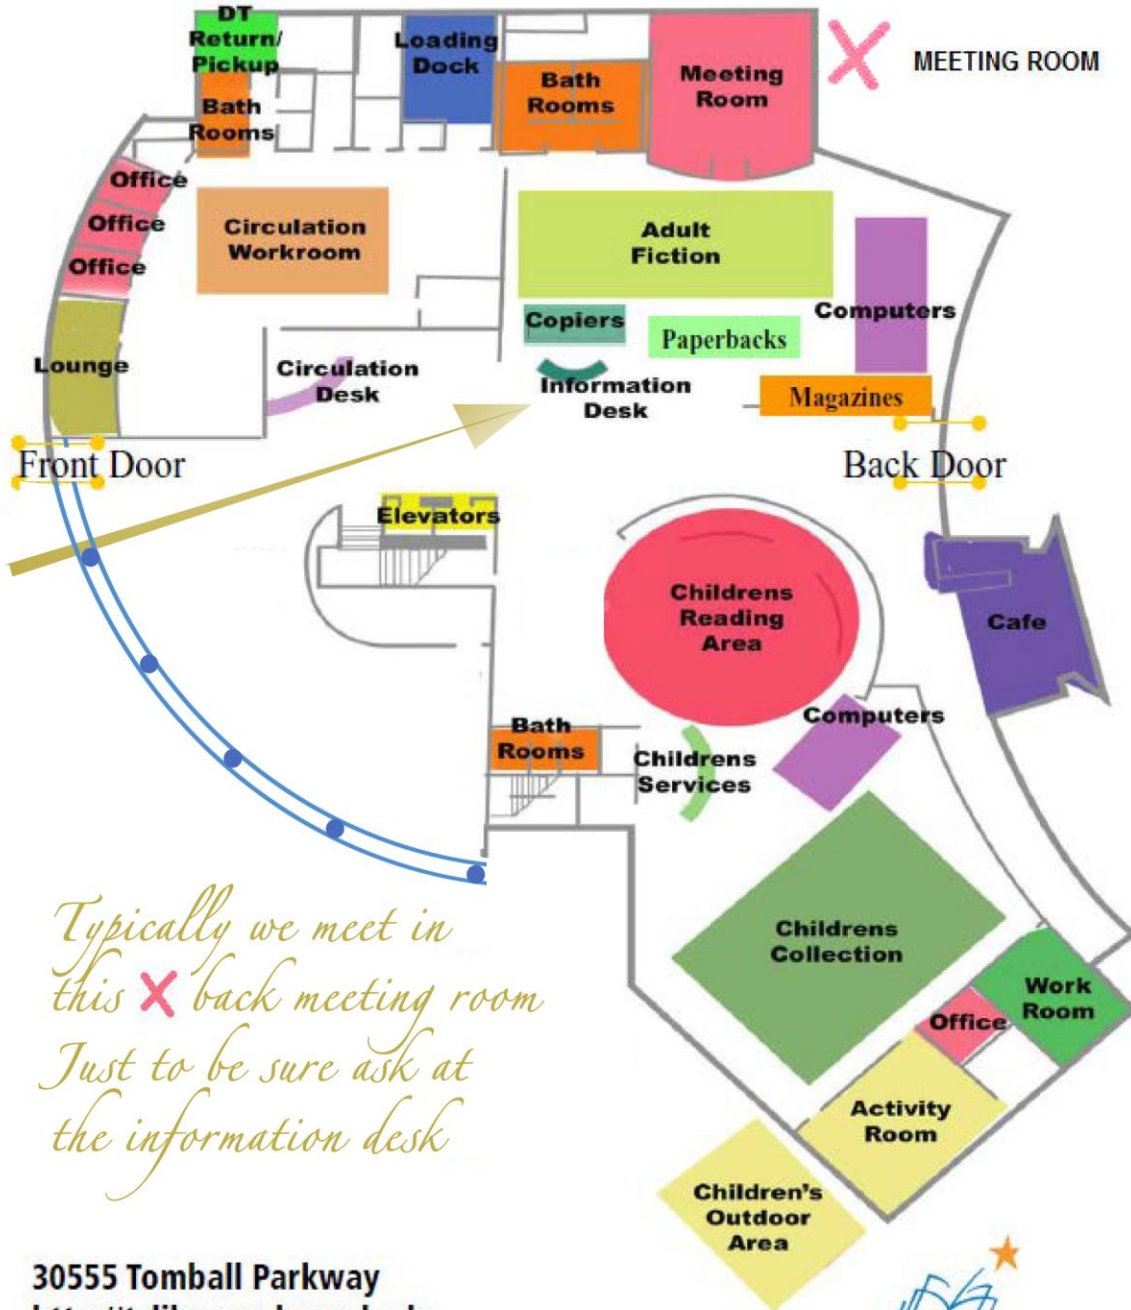 DT
Return/
Pickup
Loading
Dock
Bath
Rooms
Meeting
Room
MEETING ROOM
Bath
Rooms
Office
Office
Office
Circulation
Workroom
Adult
Fiction
Computers
Copiers
Paperbacks
Lounge
Circulation
Desk
Information
Desk
Magazines
Front Door
Back Door
Elevators
Childrens
Reading
Area
Cafe
Computers
Bath
Rooms
Childrens
Services
Childrens
Collection
Work
Room
Office
Activity
Room
Children's
Outdoor
Area
Typically we meet in
this X back meeting room
Just to be sure ask at
the information desk
30555 Tomball Parkway